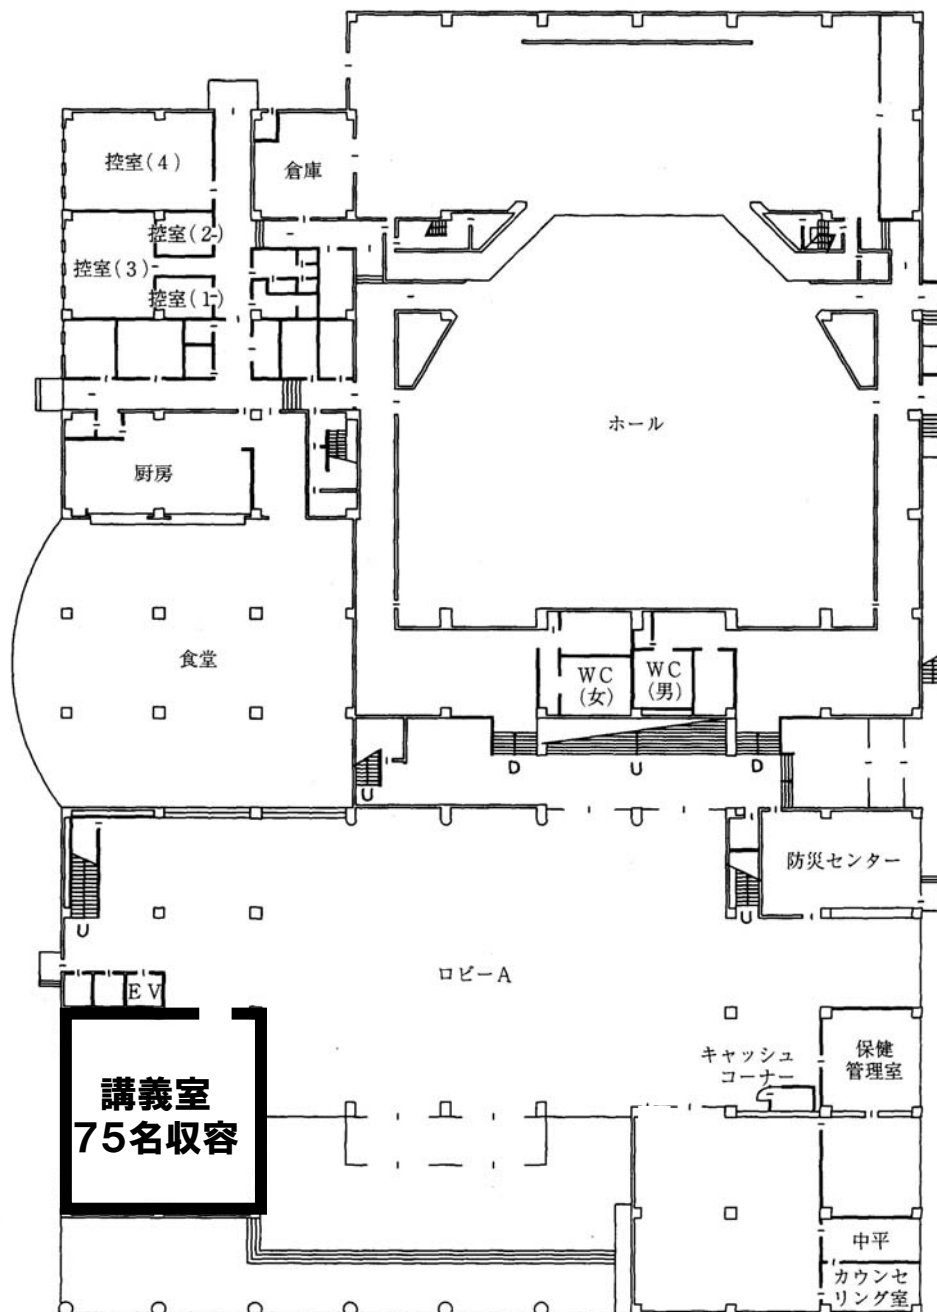 控室(4)
倉庫
控室(2)
控室(3)
控室(1)
ホール
厨房
食堂
WC
(女)
WC
(男)
D
U
D
U
防災センター
U
U
ロビーA
EV
キャッシュ
コーナー
保健
管理室
講義室
75名収容
中平
カウンセ
リング室